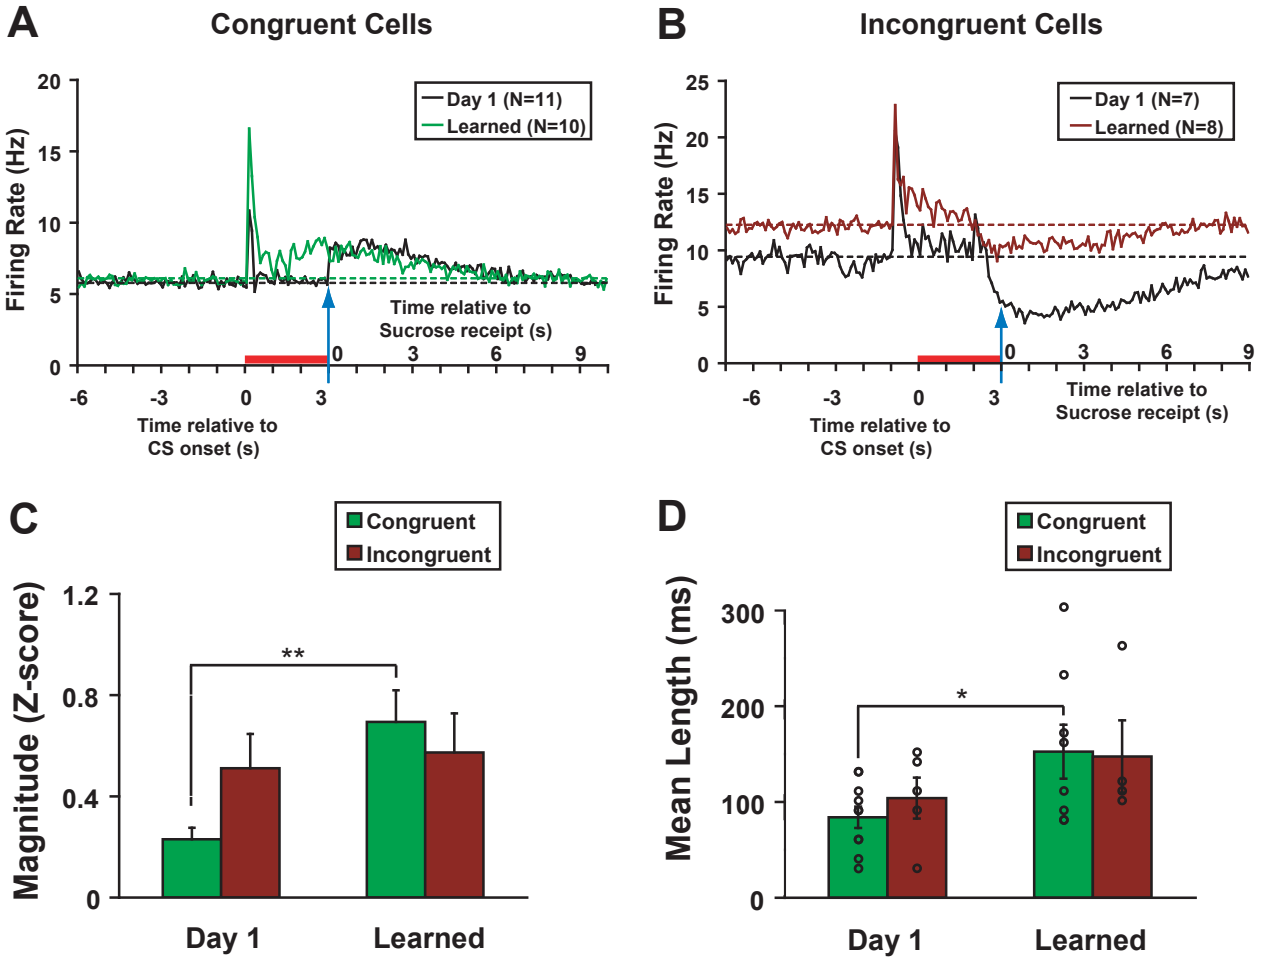 A
Congruent Cells
Firing Rate (Hz)
20
15
10
5
0
Day 1 (N=11)
Learned (N=10)
Time relative to
Sucrose receipt (s)
0 3 6 9
-6 -3 0 3
Time relative to
CS onset (s)
B
Incongruent Cells
Firing Rate (Hz)
25
20
15
10
5
0
Day 1 (N=7)
Learned (N=8)
0 3 6 9
-6 -3 0 3
Time relative to
CS onset (s)
Time relative to
Sucrose receipt (s)
C
Congruent
Incongruent
Magnitude (Z-score)
1.2
0.8
0.4
0
**
Day 1 Learned
D
Congruent
Incongruent
Mean Length (ms)
300
200
100
0
*
Day 1 Learned